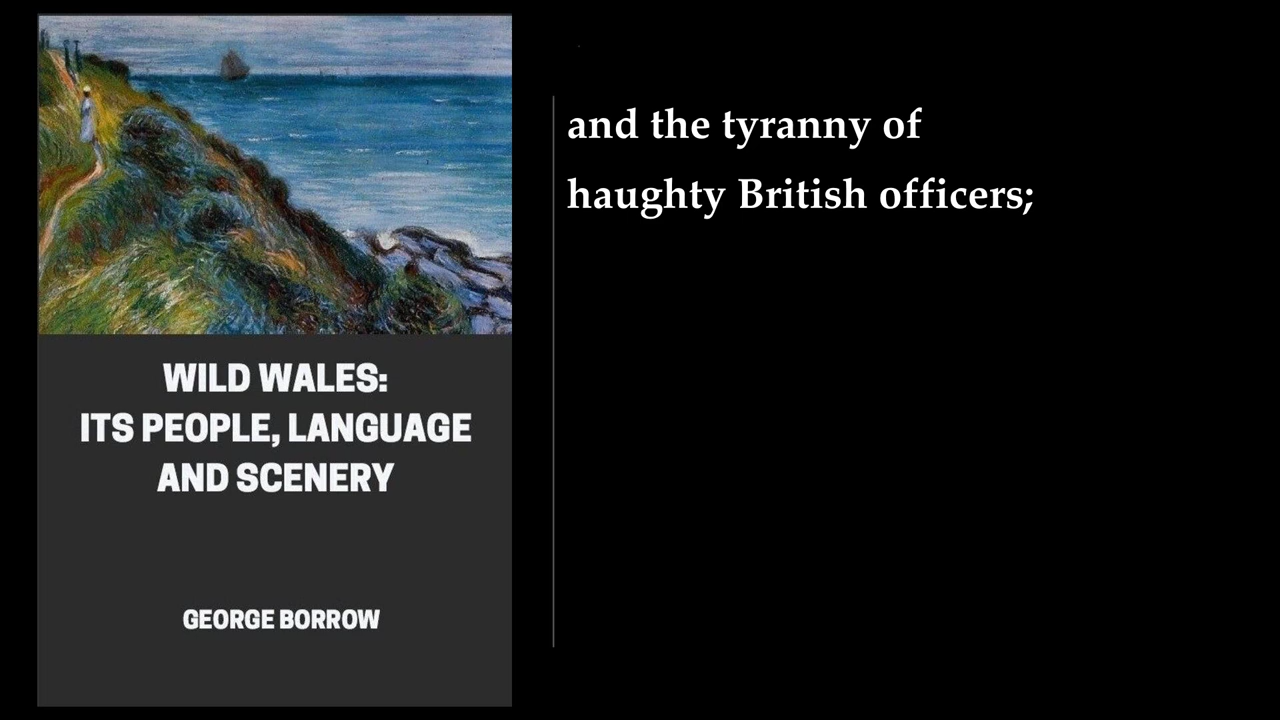 WILD WALES:
ITS PEOPLE, LANGUAGE
AND SCENERY
GEORGE BORROW
and the tyranny of
haughty British officers;